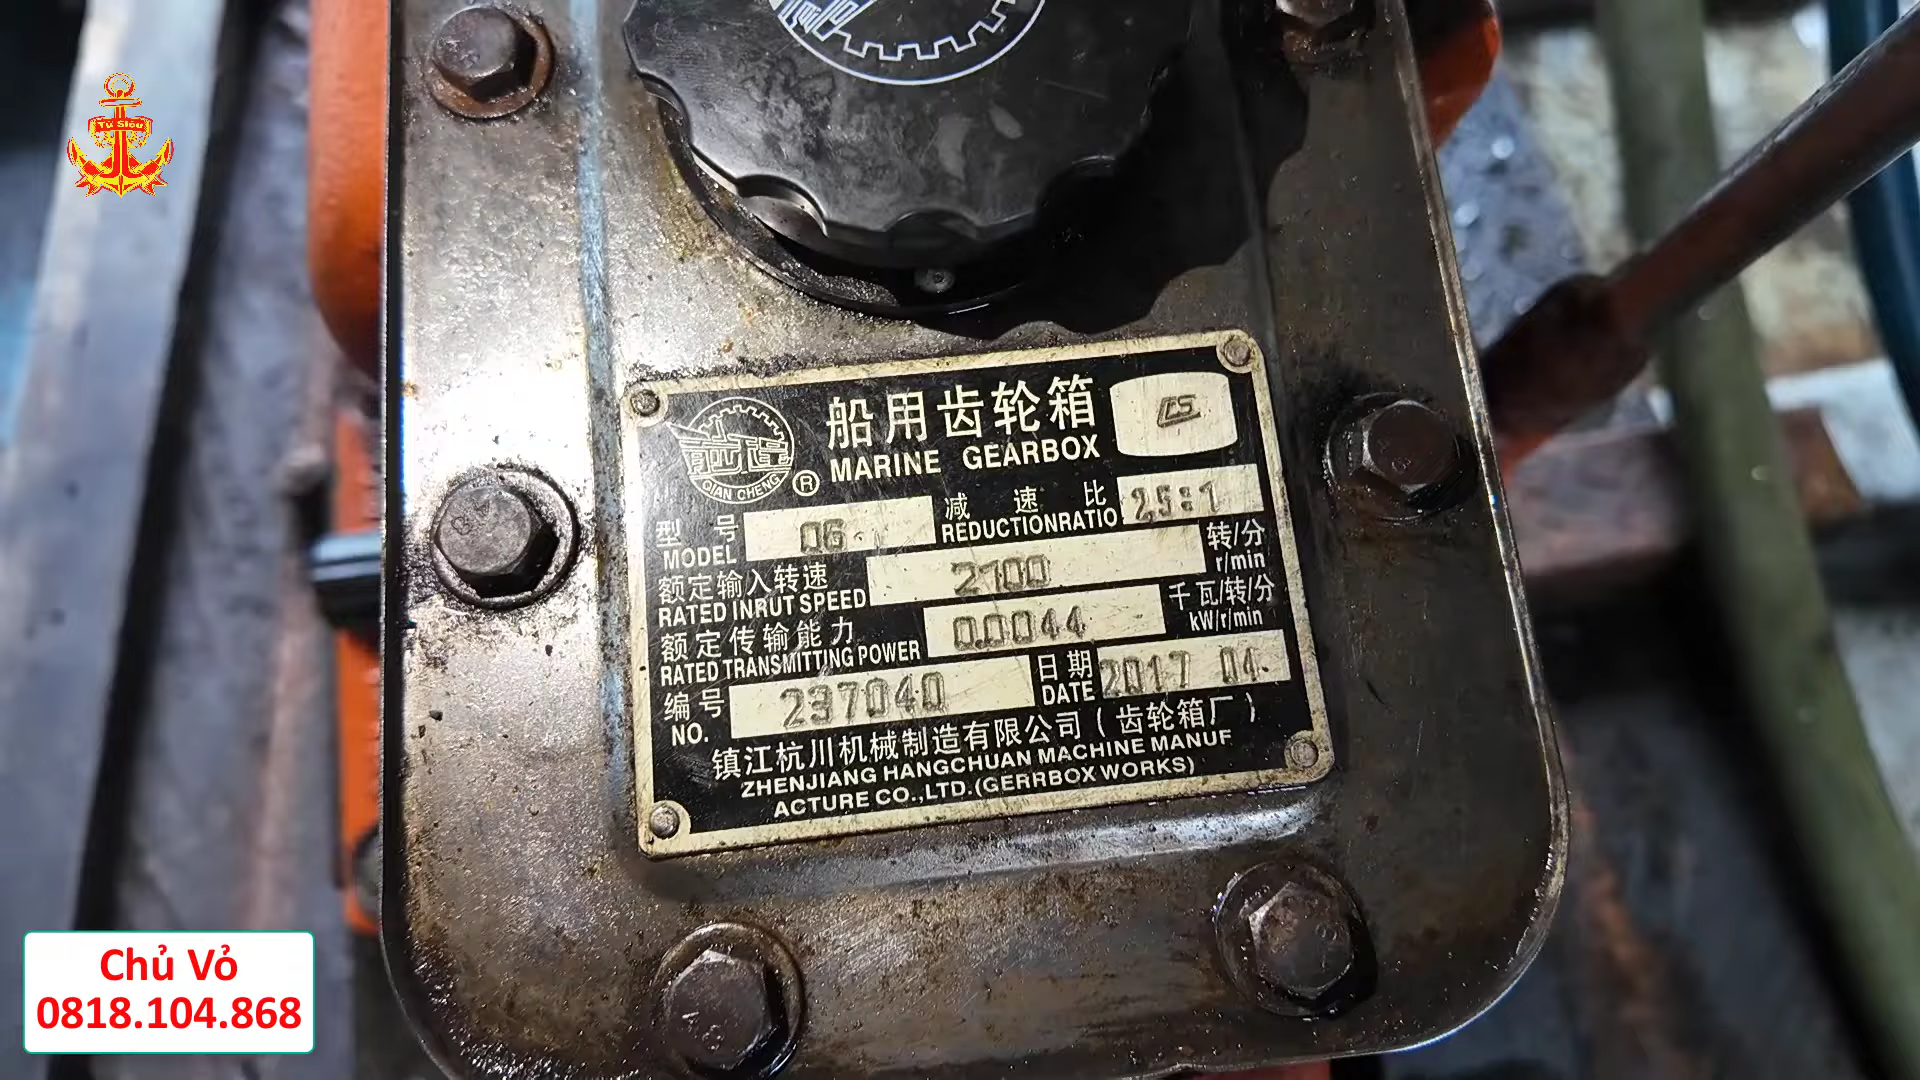 Tư Siêu
船用齿轮箱 CS
MARINE GEARBOX
QIAN CHENG ®
型号 06. 减速比 2.5:1
MODEL REDUCTIONRATIO
额定输入转速 2100 转/分
RATED INRUT SPEED r/min
额定传输能力 0.0044 千瓦/转/分
RATED TRANSMITTING POWER kW/r/min
编号 237040 日期 2017 04.
NO. DATE
镇江杭川机械制造有限公司(齿轮箱厂)
ZHENJIANG HANGCHUAN MACHINE MANUF
ACTURE CO.,LTD.(GERRBOX WORKS)
Chủ Vỏ
0818.104.868